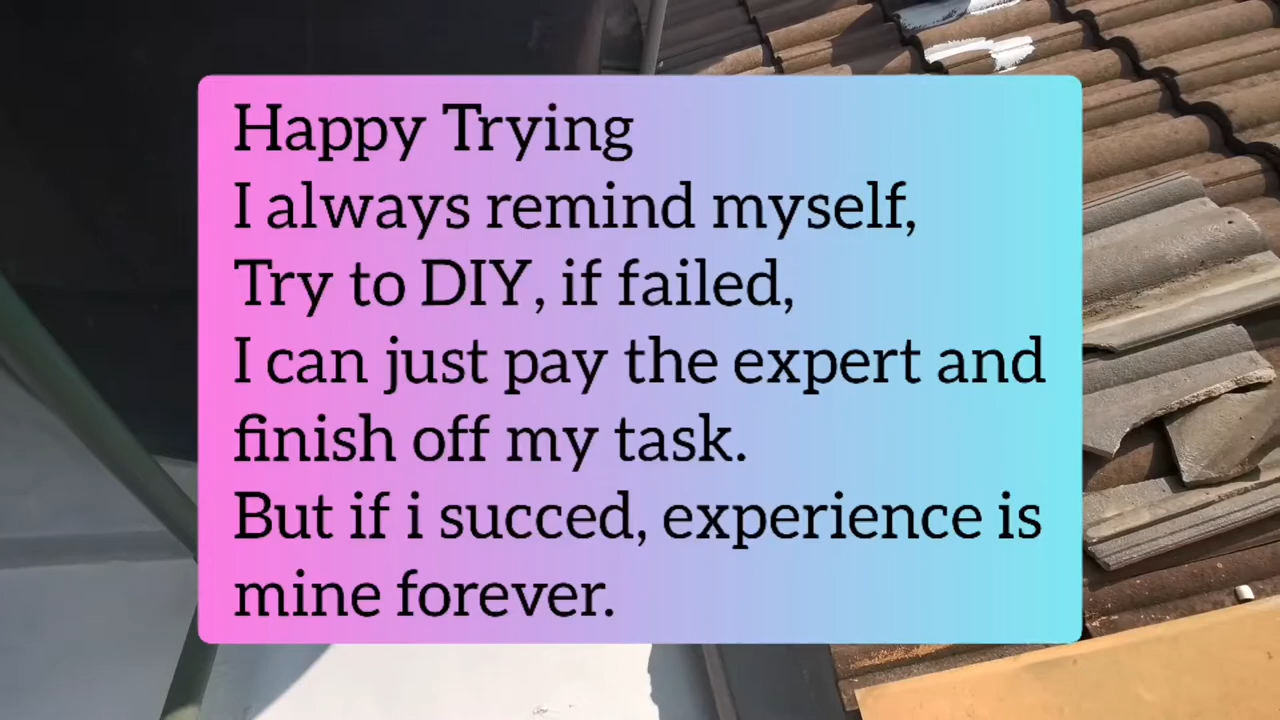 Happy Trying
I always remind myself,
Try to DIY, if failed,
I can just pay the expert and
finish off my task.
But if i succed, experience is
mine forever.